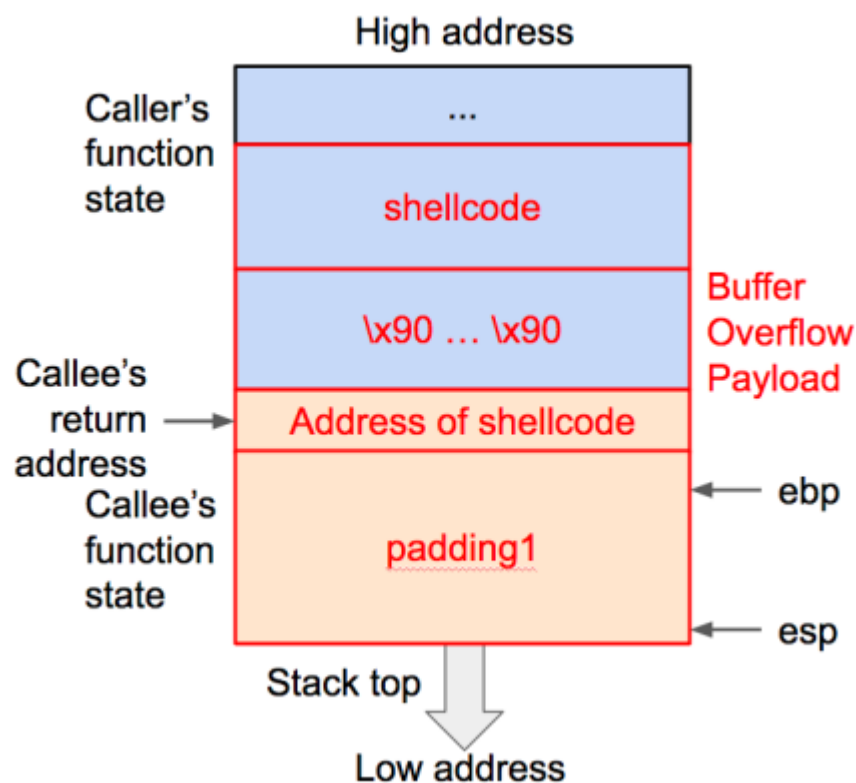 High address
Caller's
function
state
...
shellcode
\x90 … \x90
Buffer
Overflow
Payload
Callee's
return
address
Address of shellcode
Callee's
function
state
padding1
ebp
esp
Stack top
Low address